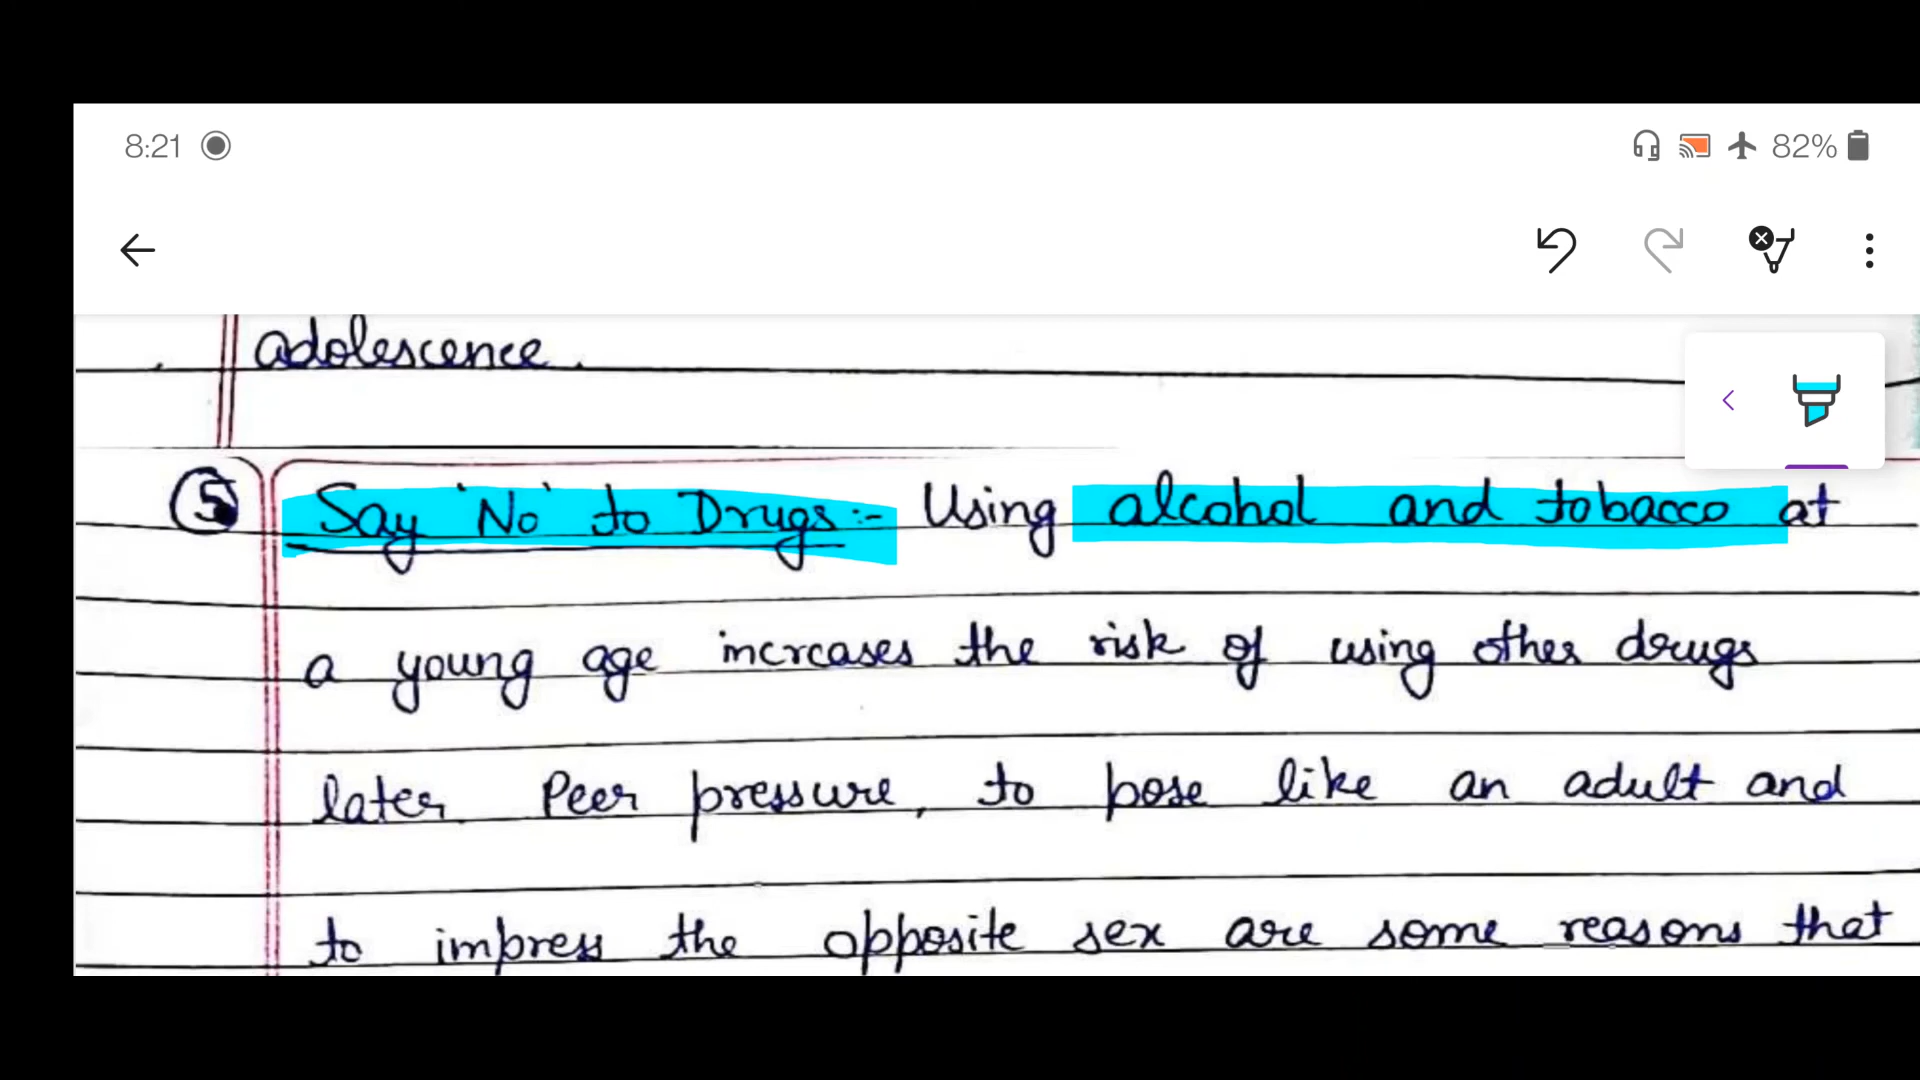 8:21
82%
adolescence.
5 Say 'No' to Drugs:- Using alcohol and tobacco at
a young age increases the risk of using other drugs
later. Peer pressure, to pose like an adult and
to impress the opposite sex are some reasons that